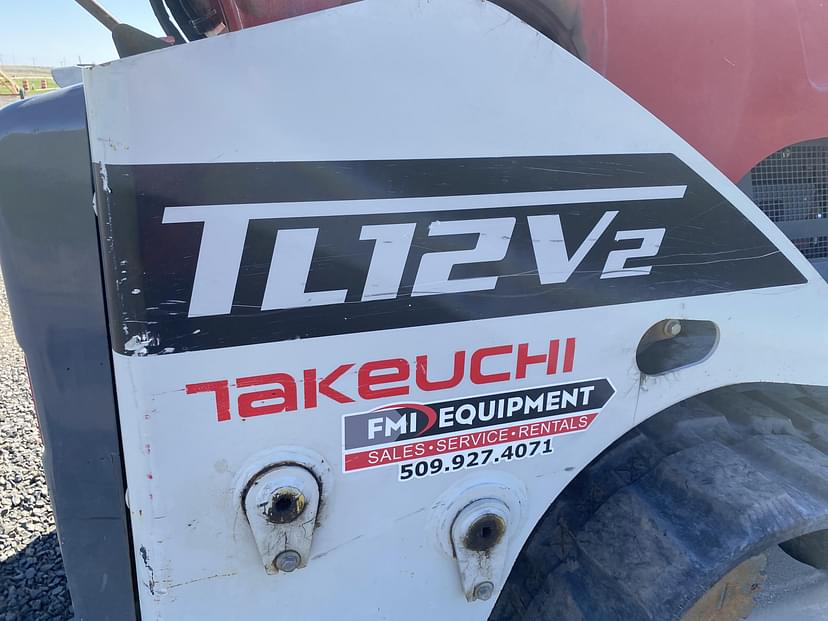 TL12V2
TAKEUCHI
FMI EQUIPMENT
SALES • SERVICE • RENTALS
509.927.4071